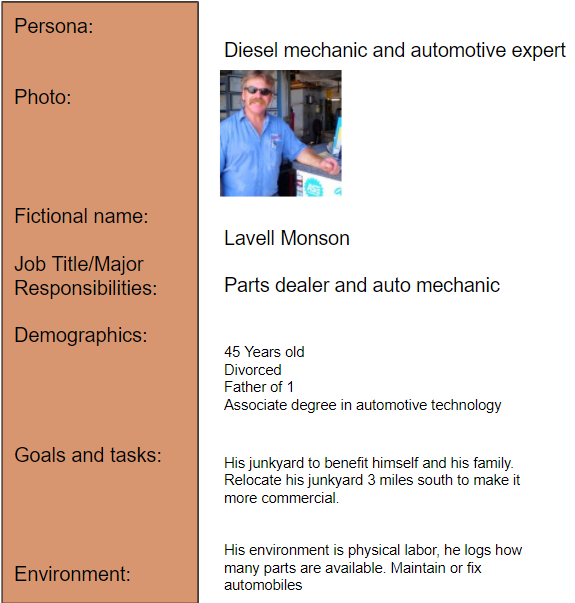 Persona:
Diesel mechanic and automotive expert
Photo:
Fictional name:
Lavell Monson
Job Title/Major
Responsibilities:
Parts dealer and auto mechanic
Demographics:
45 Years old
Divorced
Father of 1
Associate degree in automotive technology
Goals and tasks:
His junkyard to benefit himself and his family.
Relocate his junkyard 3 miles south to make it
more commercial.
Environment:
His environment is physical labor, he logs how
many parts are available. Maintain or fix
automobiles